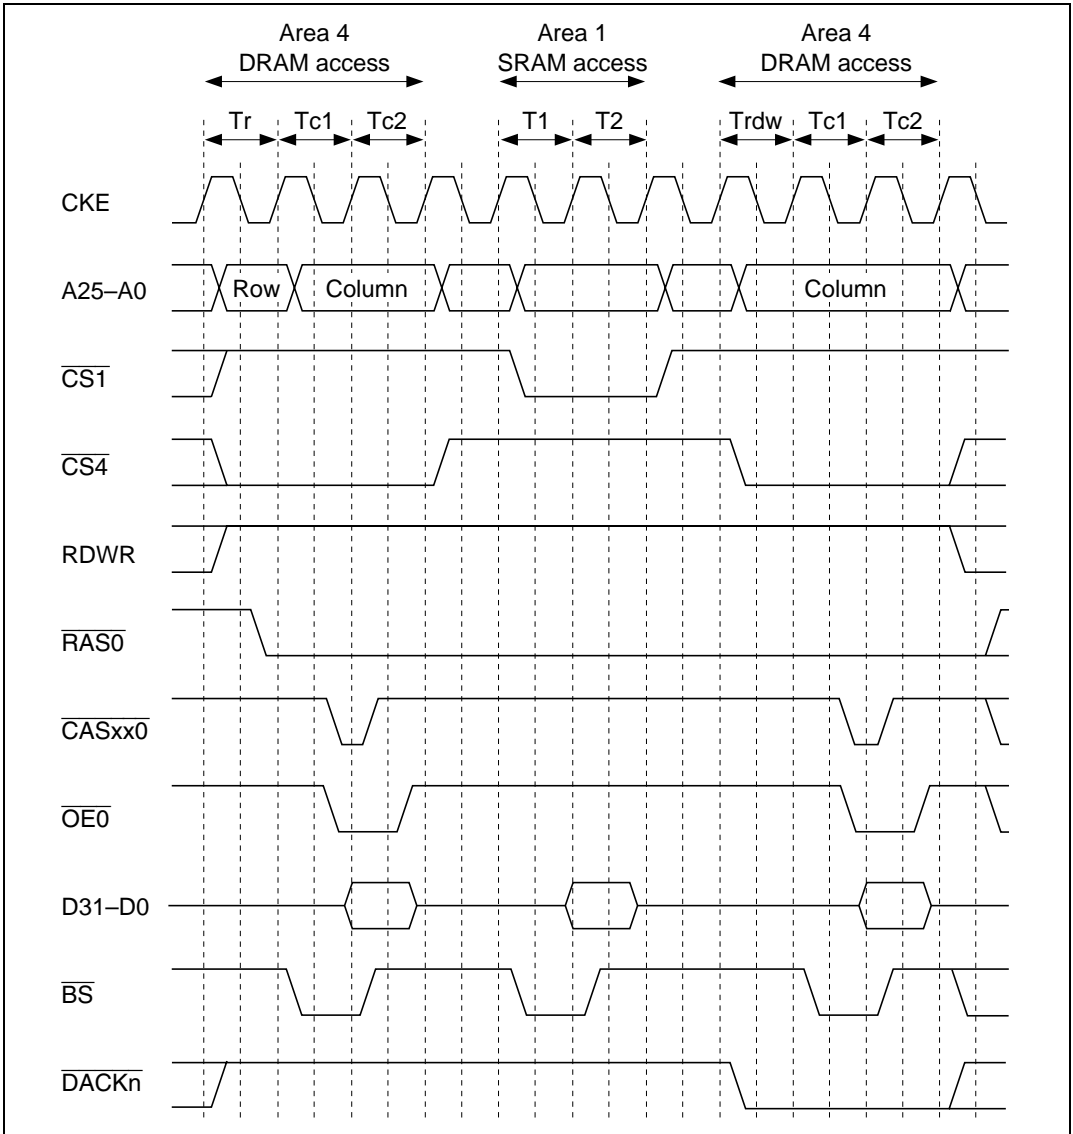 Area 4 Area 1 Area 4
DRAM access SRAM access DRAM access
Tr Tc1 Tc2 T1 T2 Trdw Tc1 Tc2
CKE
A25–A0 Row Column Column
CS1
CS4
RDWR
RAS0
CASxx0
OE0
D31–D0
BS
DACKn